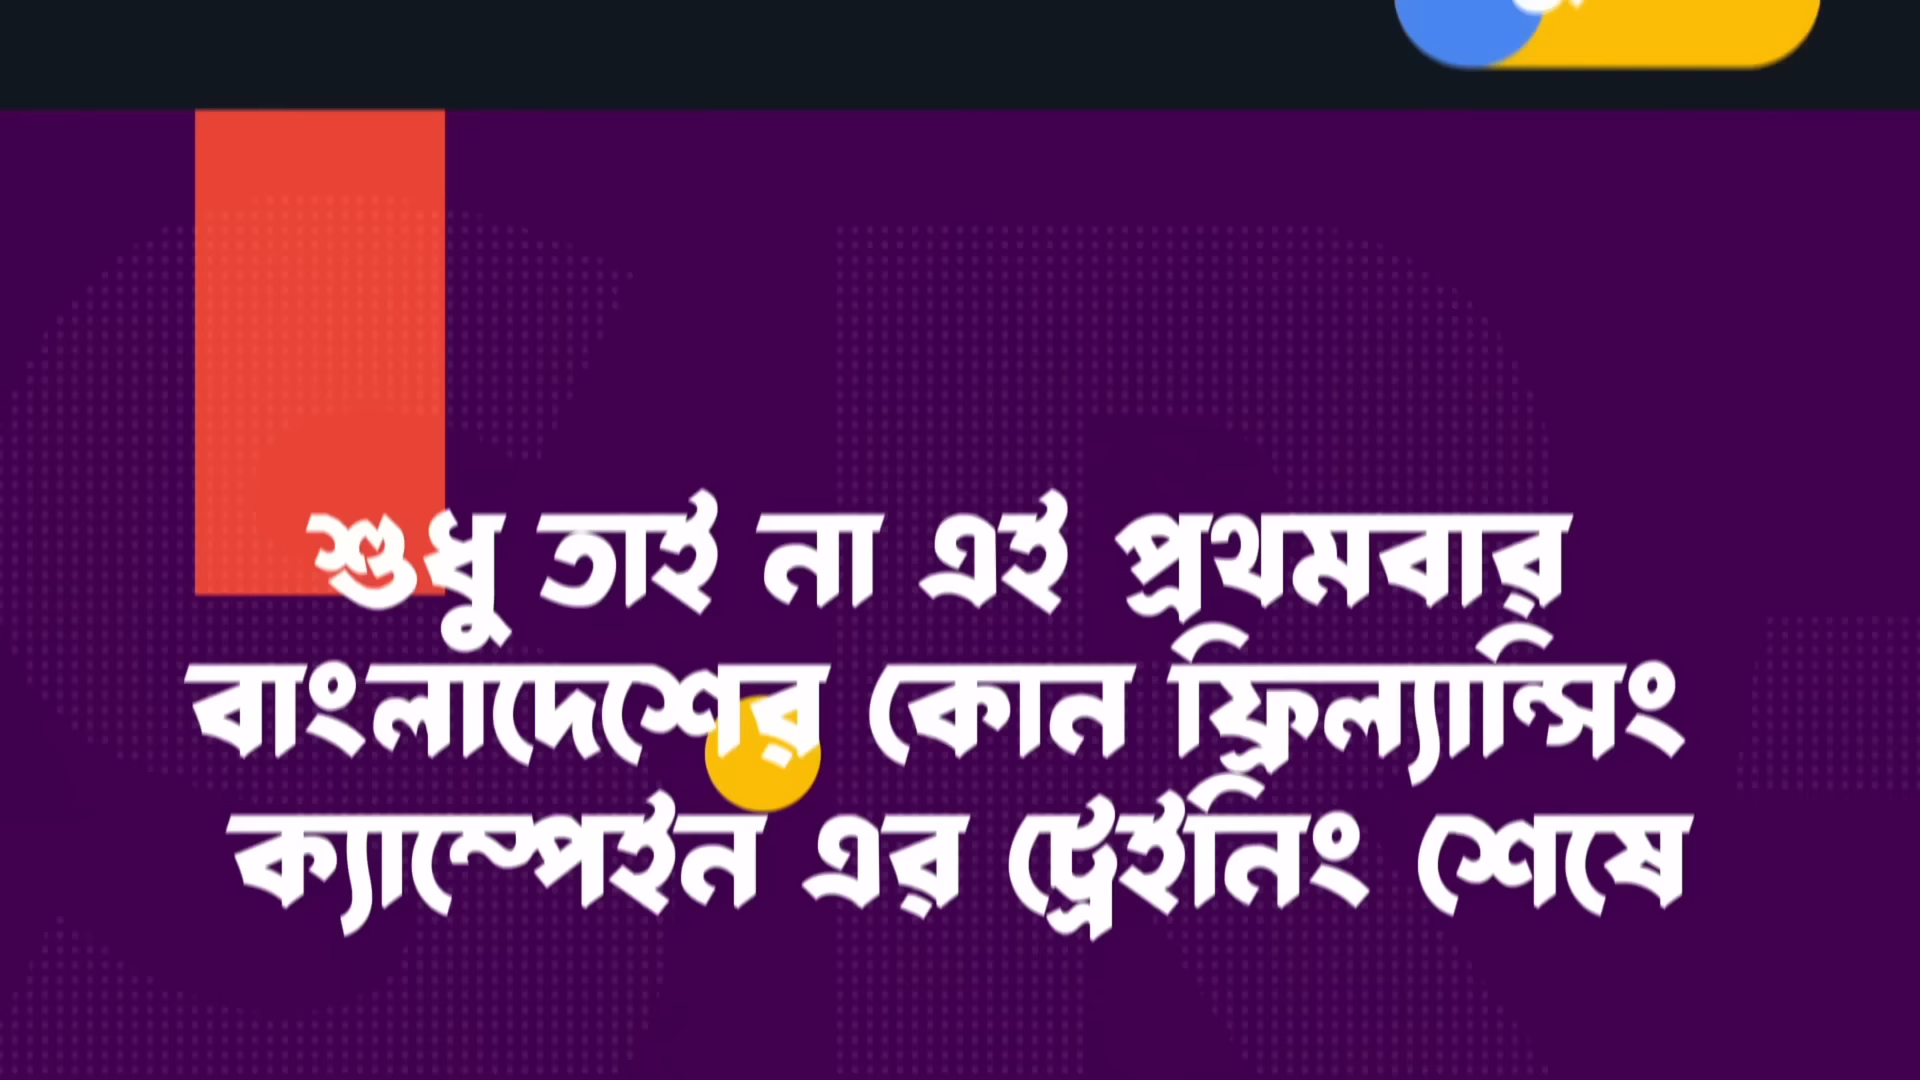 শুধু তাই না এই প্রথমবার
বাংলাদেশের কোন ফ্রিল্যান্সিং
ক্যাম্পেইন এর ট্রেইনিং শেষে